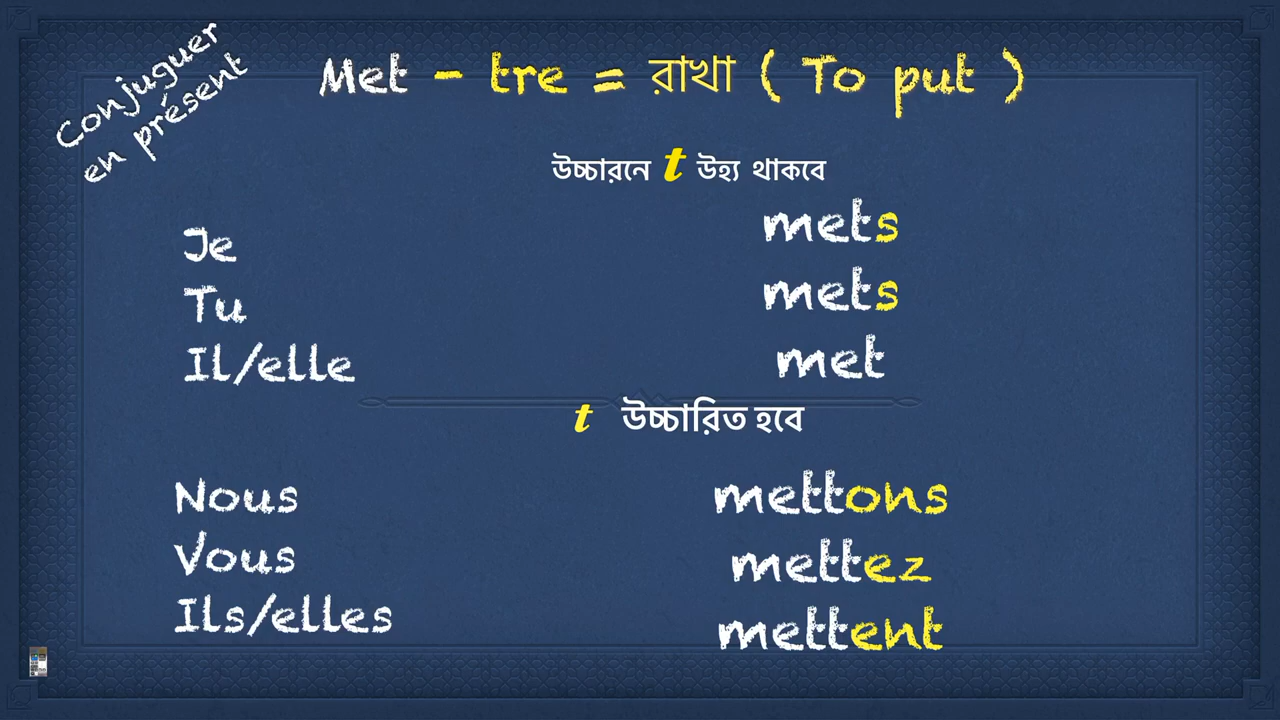 Conjuguer
en présent
Met - tre = রাখা ( To put )
উচ্চারনে t উহ্য থাকবে
Je mets
Tu mets
Il/elle met
t উচ্চারিত হবে
Nous mettons
Vous mettez
Ils/elles mettent